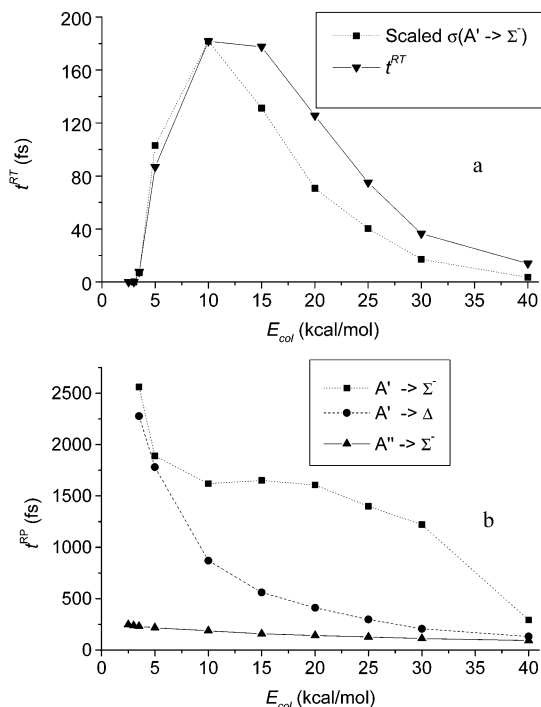 Scaled σ(A' -> Σ⁻)
t^RT
180
160
120
80
40
0
t^RT (fs)
a
0 5 10 15 20 25 30 35 40
E_col (kcal/mol)
A' -> Σ⁻
A' -> Δ
A" -> Σ⁻
2500
2000
1500
1000
500
250
0
t^RP (fs)
b
0 5 10 15 20 25 30 35 40
E_col (kcal/mol)